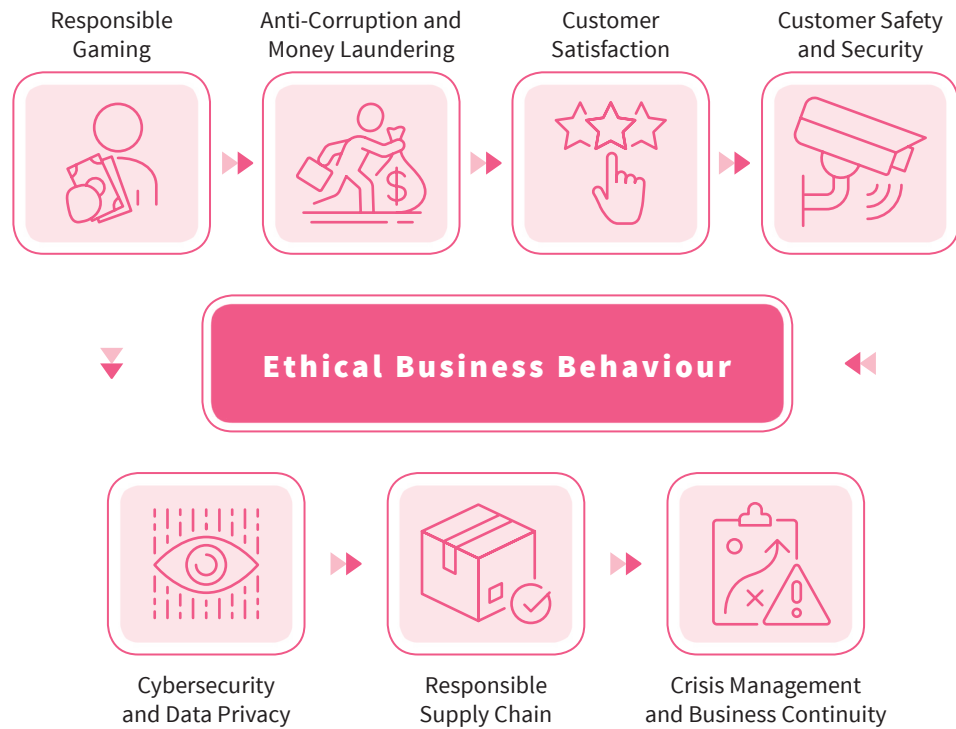 Responsible
Gaming
Anti-Corruption and
Money Laundering
Customer
Satisfaction
Customer Safety
and Security
$
Ethical Business Behaviour
Cybersecurity
and Data Privacy
Responsible
Supply Chain
Crisis Management
and Business Continuity